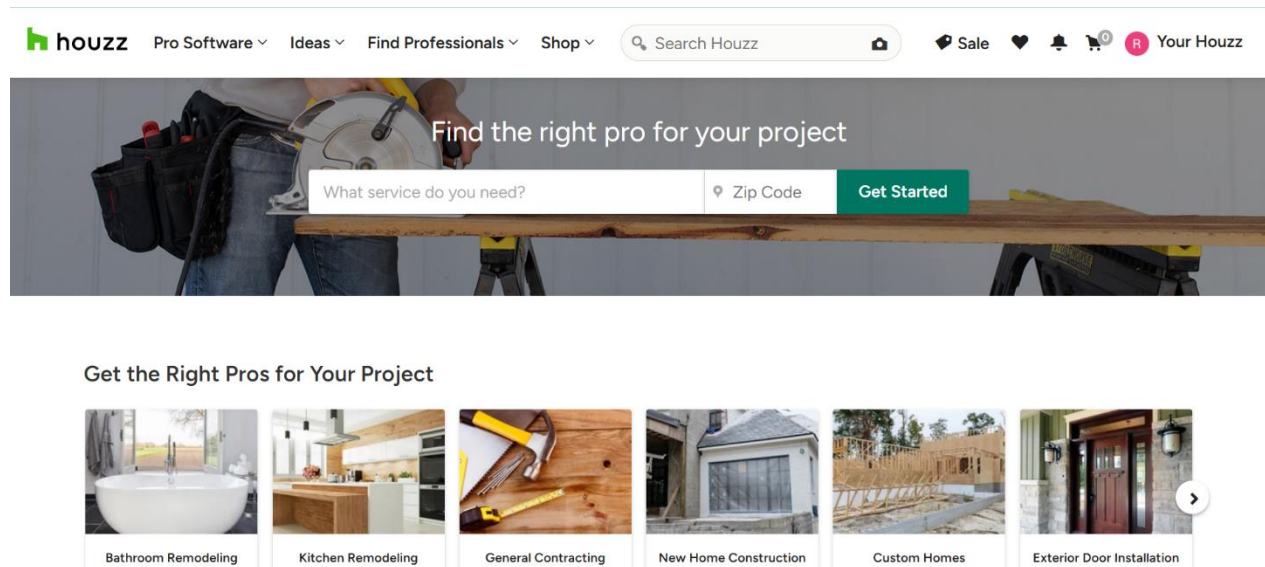 houzz Pro Software Ideas Find Professionals Shop Search Houzz Sale 0 R Your Houzz
Find the right pro for your project
What service do you need? Zip Code Get Started
Get the Right Pros for Your Project
Bathroom Remodeling Kitchen Remodeling General Contracting New Home Construction Custom Homes Exterior Door Installation